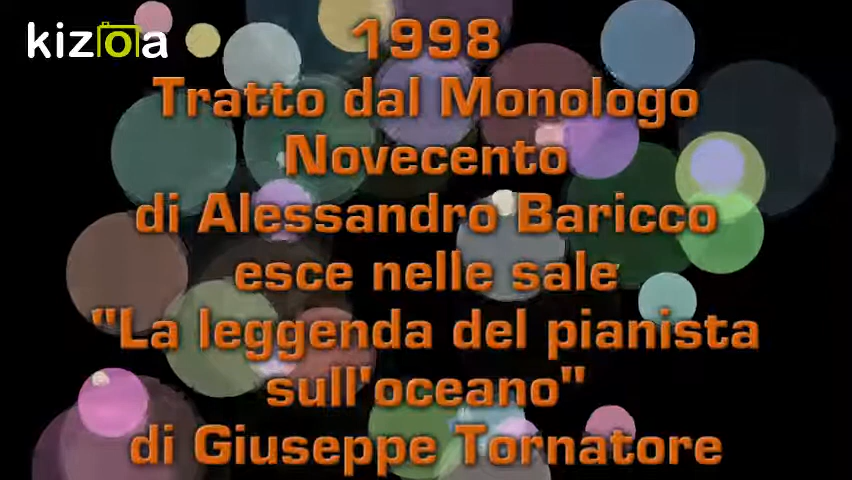 kizoa
1998
Tratto dal Monologo
Novecento
di Alessandro Baricco
esce nelle sale
"La leggenda del pianista
sull'oceano"
di Giuseppe Tornatore